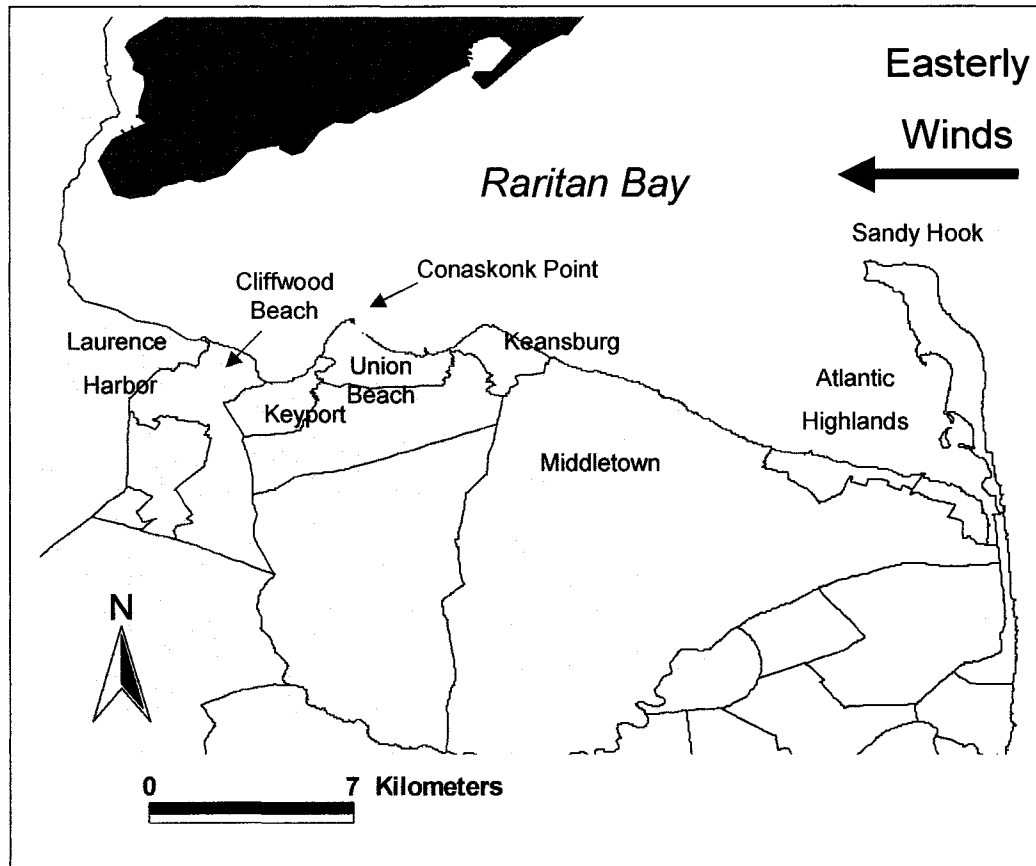 Easterly
Winds
Raritan Bay
Sandy Hook
Conaskonk Point
Cliffwood
Beach
Laurence
Harbor
Keansburg
Union
Beach
Keyport
Atlantic
Highlands
Middletown
N
0 7 Kilometers